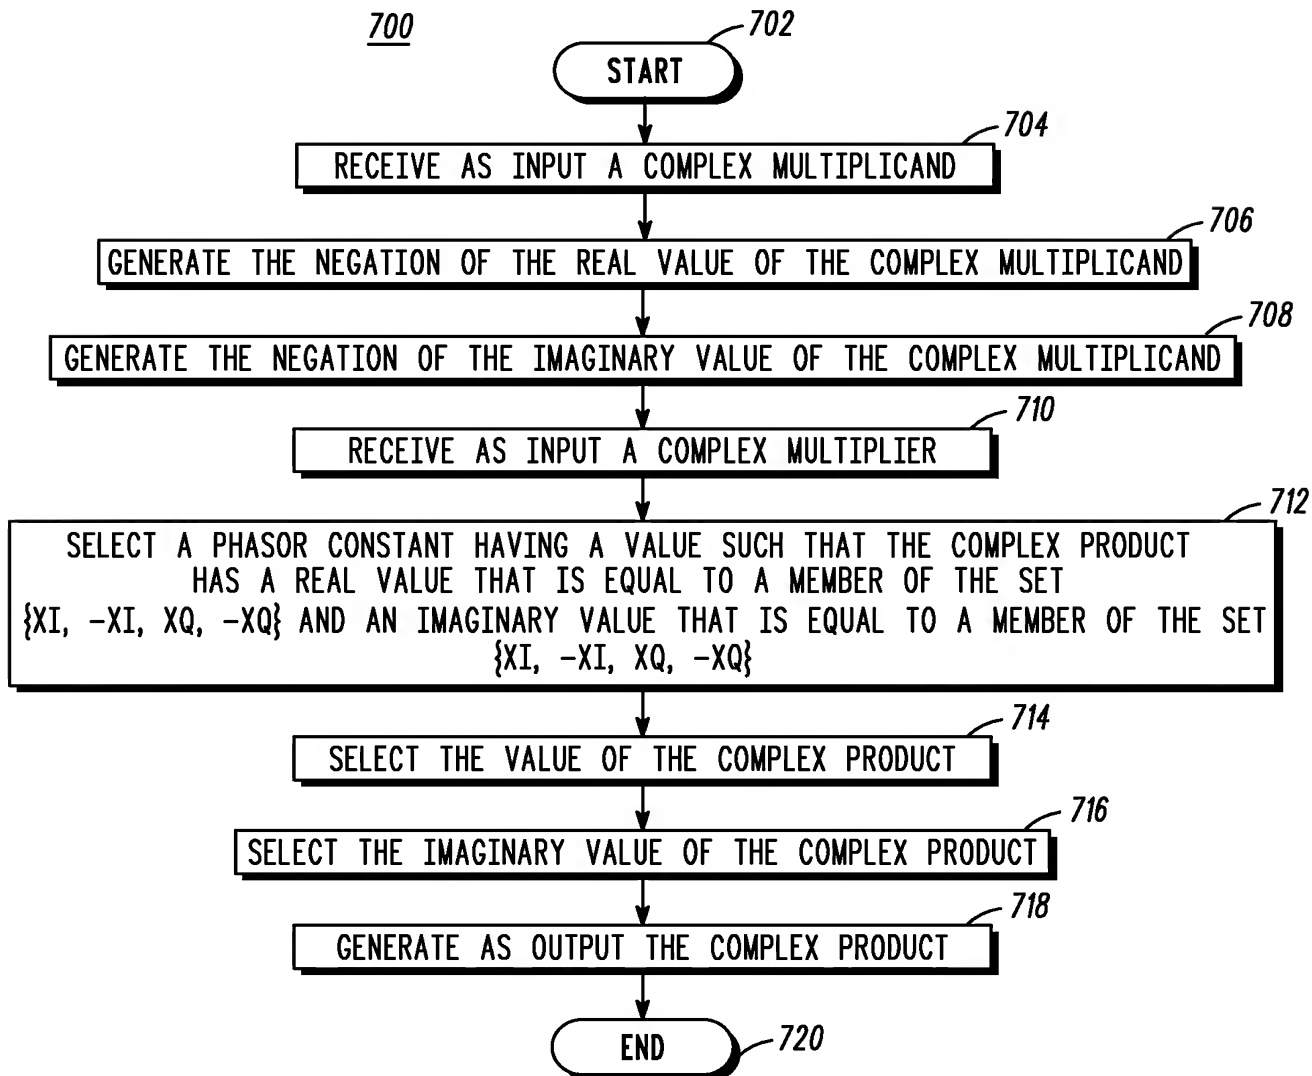 700
702
START
704
RECEIVE AS INPUT A COMPLEX MULTIPLICAND
706
GENERATE THE NEGATION OF THE REAL VALUE OF THE COMPLEX MULTIPLICAND
708
GENERATE THE NEGATION OF THE IMAGINARY VALUE OF THE COMPLEX MULTIPLICAND
710
RECEIVE AS INPUT A COMPLEX MULTIPLIER
712
SELECT A PHASOR CONSTANT HAVING A VALUE SUCH THAT THE COMPLEX PRODUCT
HAS A REAL VALUE THAT IS EQUAL TO A MEMBER OF THE SET
{XI, -XI, XQ, -XQ} AND AN IMAGINARY VALUE THAT IS EQUAL TO A MEMBER OF THE SET
{XI, -XI, XQ, -XQ}
714
SELECT THE VALUE OF THE COMPLEX PRODUCT
716
SELECT THE IMAGINARY VALUE OF THE COMPLEX PRODUCT
718
GENERATE AS OUTPUT THE COMPLEX PRODUCT
END
720